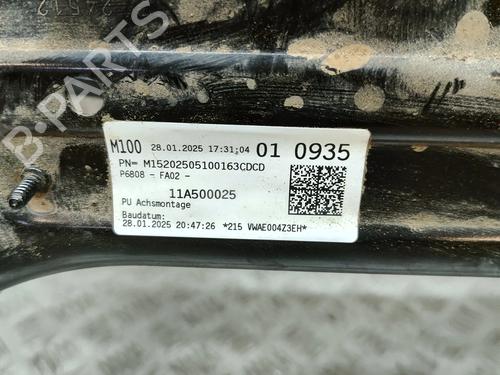 24512
B-PARTS
M100 28.01.2025 17:31;04 01 0935
PN= M15202505100163CDCD
P6808 - FA02 -
11A500025
PU Achsmontage
Baudatum:
28.01.2025 20:47:26 *215 VWAE004Z3EH*